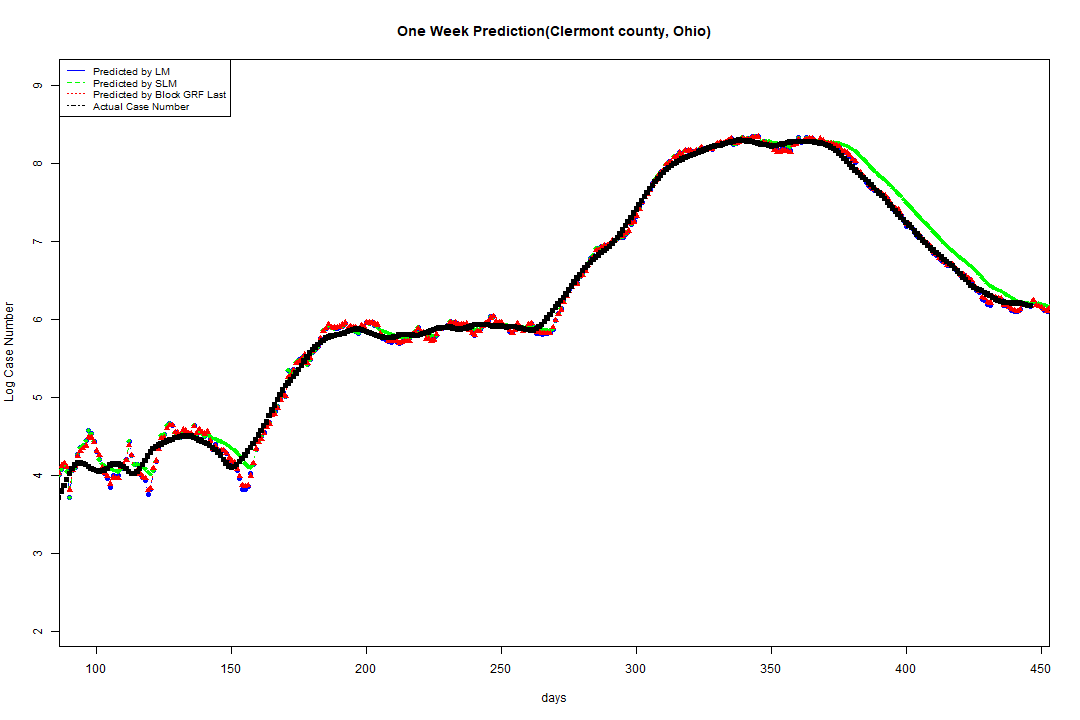 One Week Prediction(Clermont county, Ohio)
Predicted by LM
Predicted by SLM
Predicted by Block GRF Last
Actual Case Number
9
8
7
6
5
4
3
2
Log Case Number
100 150 200 250 300 350 400 450
days